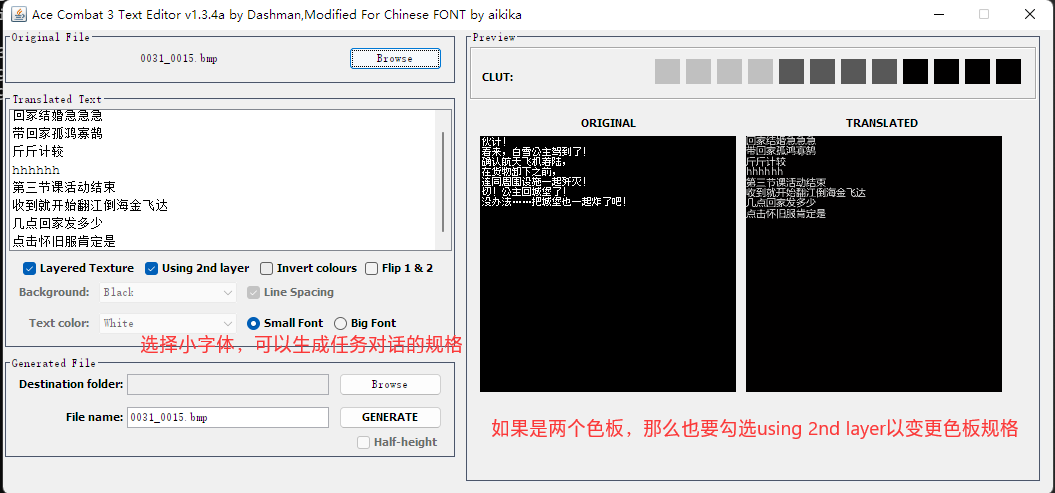 Ace Combat 3 Text Editor v1.3.4a by Dashman,Modified For Chinese FONT by aikika
Original File
0031_0015.bmp
Browse
Translated Text
回家结婚急急急
带回家孤鸿寡鹄
斤斤计较
hhhhhh
第三节课活动结束
收到就开始翻江倒海金飞达
几点回家发多少
点击怀旧服肯定是
Layered Texture
Using 2nd layer
Invert colours
Flip 1 & 2
Background:
Black
Line Spacing
Text color:
White
Small Font
Big Font
选择小字体，可以生成任务对话的规格
Generated File
Destination folder:
Browse
File name:
0031_0015.bmp
GENERATE
Half-height
Preview
CLUT:
ORIGINAL
伙计！
看来，白雪公主驾到了！
确认航天飞机着陆，
在货物卸下之前，
连同周围设施一起歼灭！
切！公主回城堡了！
没办法……把城堡也一起炸了吧！
TRANSLATED
回家结婚急急急
带回家孤鸿寡鹄
斤斤计较
hhhhhh
第三节课活动结束
收到就开始翻江倒海金飞达
几点回家发多少
点击怀旧服肯定是
如果是两个色板，那么也要勾选using 2nd layer以变更色板规格